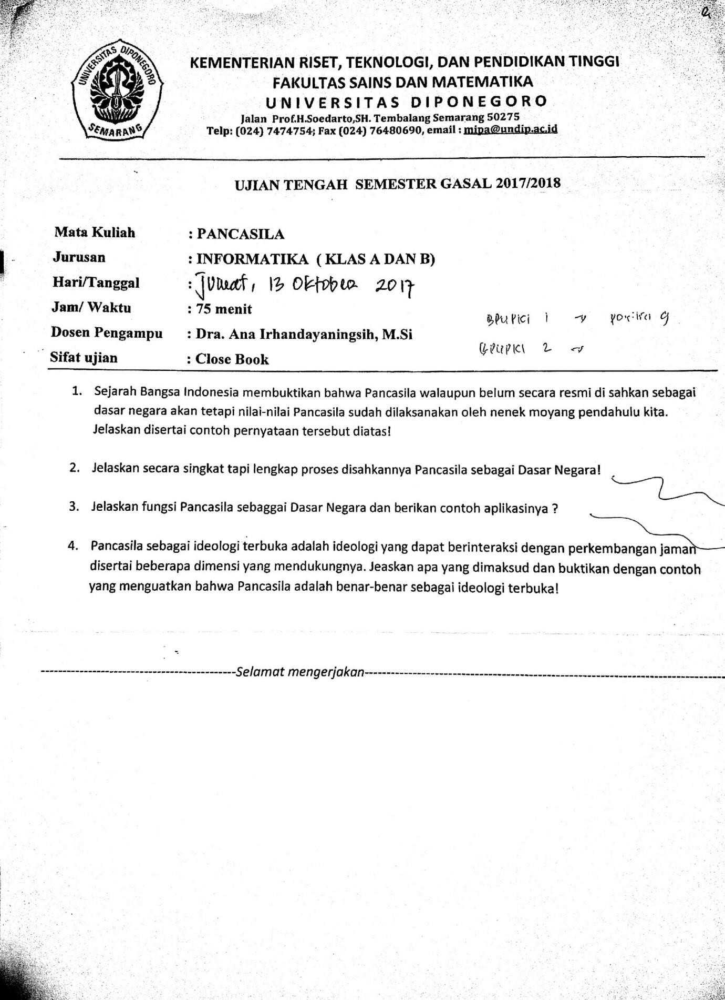 UNIVERSITAS DIPONEGORO
SEMARANG
KEMENTERIAN RISET, TEKNOLOGI, DAN PENDIDIKAN TINGGI
FAKULTAS SAINS DAN MATEMATIKA
UNIVERSITAS DIPONEGORO
Jalan Prof.H.Soedarto,SH. Tembalang Semarang 50275
Telp: (024) 7474754; Fax (024) 76480690, email : mipa@undip.ac.id
UJIAN TENGAH SEMESTER GASAL 2017/2018
Mata Kuliah : PANCASILA
Jurusan : INFORMATIKA ( KLAS A DAN B)
Hari/Tanggal : Jumat, 13 Oktober 2017
Jam/ Waktu : 75 menit
BPUPKI 1 →
Dosen Pengampu : Dra. Ana Irhandayaningsih, M.Si
BPUPKI 2 →
Sifat ujian : Close Book
1. Sejarah Bangsa Indonesia membuktikan bahwa Pancasila walaupun belum secara resmi di sahkan sebagai
dasar negara akan tetapi nilai-nilai Pancasila sudah dilaksanakan oleh nenek moyang pendahulu kita.
Jelaskan disertai contoh pernyataan tersebut diatas!
2. Jelaskan secara singkat tapi lengkap proses disahkannya Pancasila sebagai Dasar Negara!
3. Jelaskan fungsi Pancasila sebaggai Dasar Negara dan berikan contoh aplikasinya ?
4. Pancasila sebagai ideologi terbuka adalah ideologi yang dapat berinteraksi dengan perkembangan jaman
disertai beberapa dimensi yang mendukungnya. Jeaskan apa yang dimaksud dan buktikan dengan contoh
yang menguatkan bahwa Pancasila adalah benar-benar sebagai ideologi terbuka!
Selamat mengerjakan